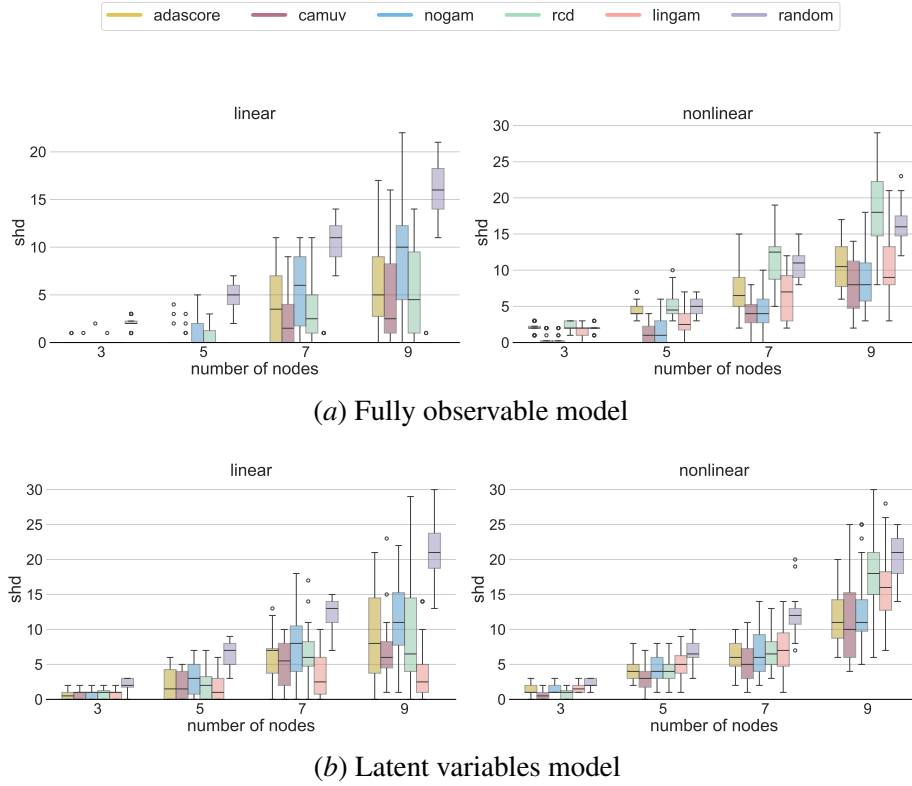 adascore camuv nogam rcd lingam random
linear
nonlinear
shd
20
15
10
5
0
3 5 7 9
number of nodes
shd
30
25
20
15
10
5
0
3 5 7 9
number of nodes
(a) Fully observable model
linear
nonlinear
shd
30
25
20
15
10
5
0
3 5 7 9
number of nodes
shd
30
25
20
15
10
5
0
3 5 7 9
number of nodes
(b) Latent variables model